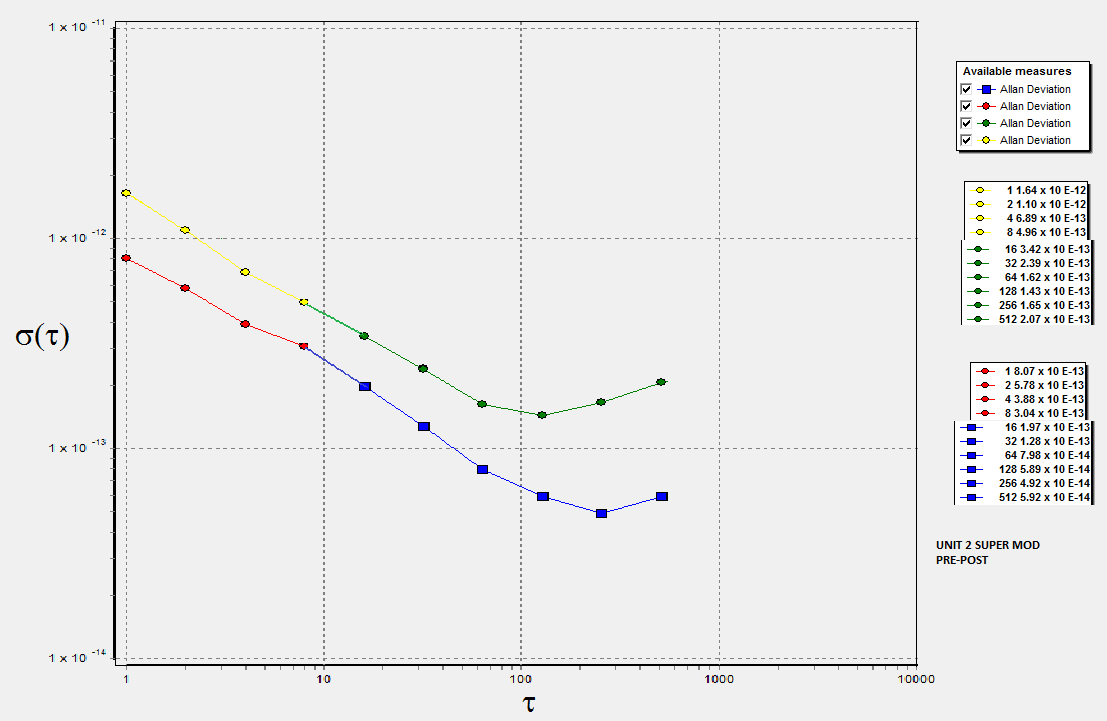 1 × 10 -11
1 × 10 -12
σ(τ)
1 × 10 -13
1 × 10 -14
1 10 100 1000 10000
τ
Available measures
Allan Deviation
Allan Deviation
Allan Deviation
Allan Deviation
1 1.64 x 10 E-12
2 1.10 x 10 E-12
4 6.89 x 10 E-13
8 4.96 x 10 E-13
16 3.42 x 10 E-13
32 2.39 x 10 E-13
64 1.62 x 10 E-13
128 1.43 x 10 E-13
256 1.65 x 10 E-13
512 2.07 x 10 E-13
1 8.07 x 10 E-13
2 5.78 x 10 E-13
4 3.88 x 10 E-13
8 3.04 x 10 E-13
16 1.97 x 10 E-13
32 1.28 x 10 E-13
64 7.98 x 10 E-14
128 5.89 x 10 E-14
256 4.92 x 10 E-14
512 5.92 x 10 E-14
UNIT 2 SUPER MOD
PRE-POST